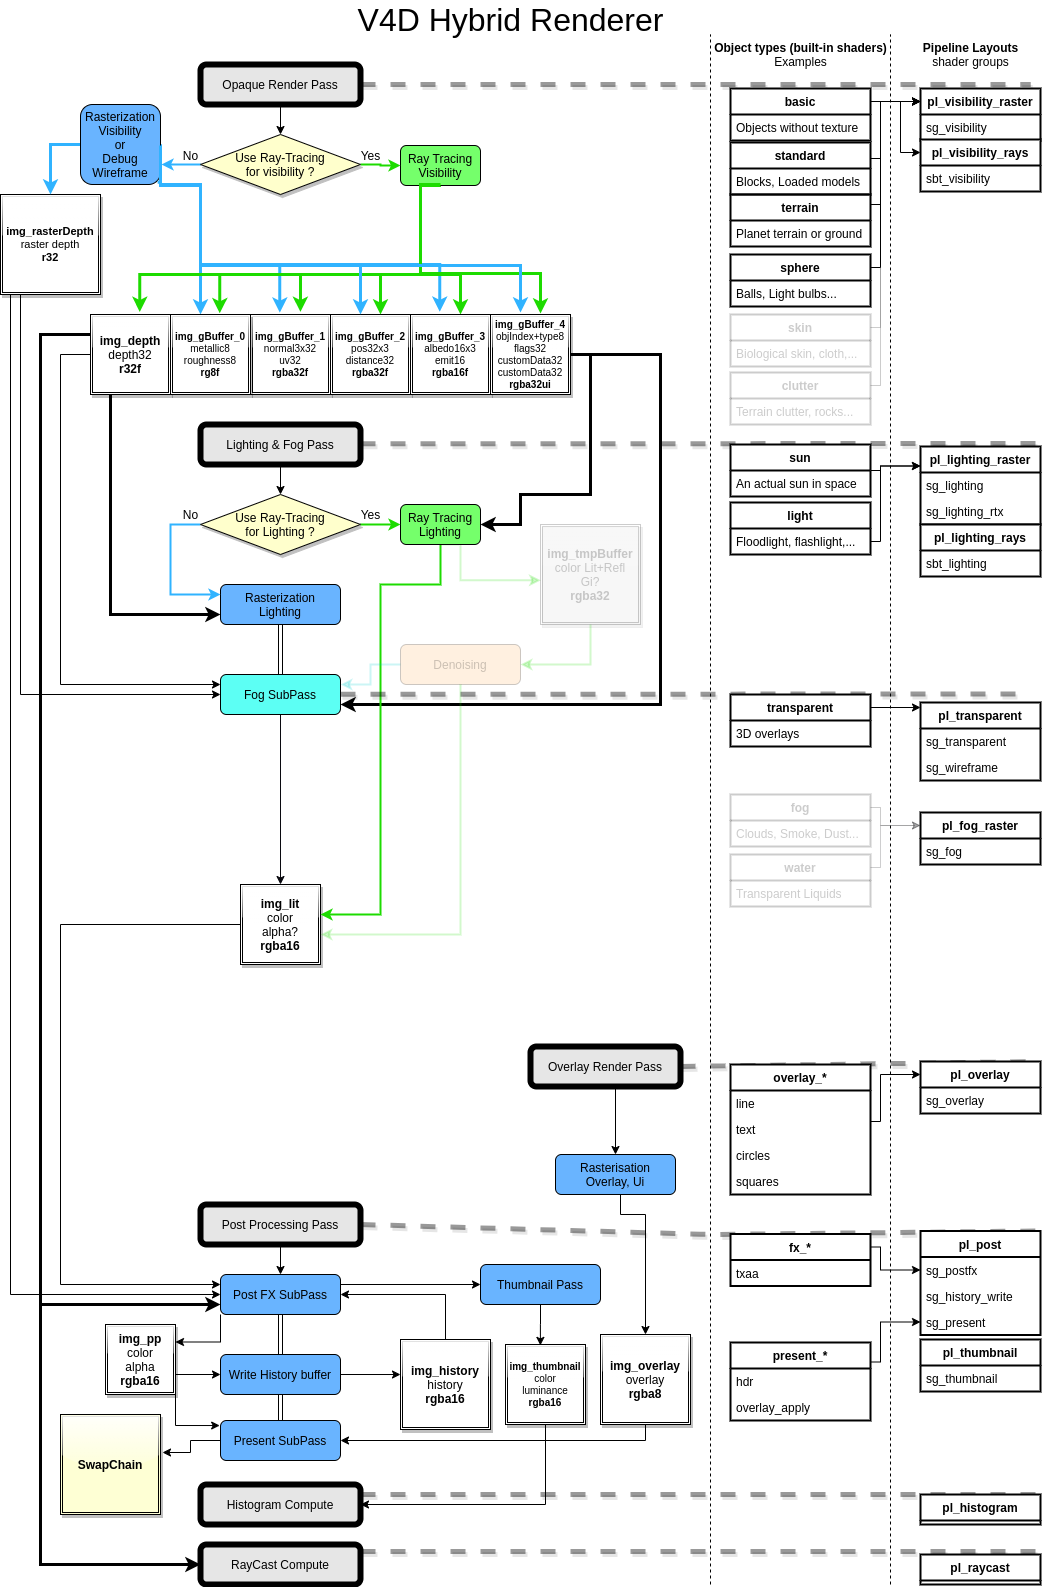 V4D Hybrid Renderer
Object types (built-in shaders)
Examples
Pipeline Layouts
shader groups
Opaque Render Pass
Rasterization
Visibility
or
Debug
Wireframe
No
Use Ray-Tracing
for visibility ?
Yes
Ray Tracing
Visibility
img_rasterDepth
raster depth
r32
img_depth
depth32
r32f
img_gBuffer_0
metallic8
roughness8
rg8f
img_gBuffer_1
normal3x32
uv32
rgba32f
img_gBuffer_2
pos32x3
distance32
rgba32f
img_gBuffer_3
albedo16x3
emit16
rgba16f
img_gBuffer_4
objIndex+type8
flags32
customData32
customData32
rgba32ui
basic
Objects without texture
standard
Blocks, Loaded models
terrain
Planet terrain or ground
sphere
Balls, Light bulbs...
skin
Biological skin, cloth,...
clutter
Terrain clutter, rocks...
pl_visibility_raster
sg_visibility
pl_visibility_rays
sbt_visibility
Lighting & Fog Pass
No
Use Ray-Tracing
for Lighting ?
Yes
Ray Tracing
Lighting
img_tmpBuffer
color Lit+Refl
Gi?
rgba32
Rasterization
Lighting
Denoising
Fog SubPass
sun
An actual sun in space
light
Floodlight, flashlight,...
pl_lighting_raster
sg_lighting
sg_lighting_rtx
pl_lighting_rays
sbt_lighting
transparent
3D overlays
pl_transparent
sg_transparent
sg_wireframe
fog
Clouds, Smoke, Dust...
water
Transparent Liquids
pl_fog_raster
sg_fog
img_lit
color
alpha?
rgba16
Overlay Render Pass
Rasterisation
Overlay, Ui
overlay_*
line
text
circles
squares
pl_overlay
sg_overlay
Post Processing Pass
Post FX SubPass
Thumbnail Pass
img_pp
color
alpha
rgba16
Write History buffer
img_history
history
rgba16
img_thumbnail
color
luminance
rgba16
img_overlay
overlay
rgba8
Present SubPass
SwapChain
fx_*
txaa
present_*
hdr
overlay_apply
pl_post
sg_postfx
sg_history_write
sg_present
pl_thumbnail
sg_thumbnail
Histogram Compute
pl_histogram
RayCast Compute
pl_raycast